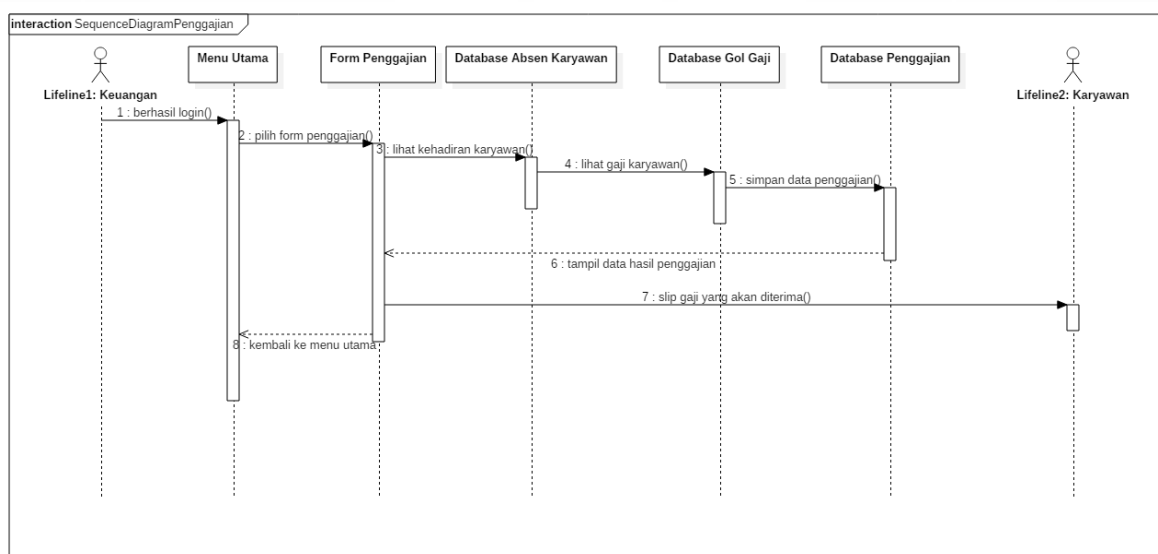 interaction SequenceDiagramPenggajian
Menu Utama
Form Penggajian
Database Absen Karyawan
Database Gol Gaji
Database Penggajian
Lifeline1: Keuangan
Lifeline2: Karyawan
1 : berhasil login()
2 : pilih form penggajian()
3 : lihat kehadiran karyawan()
4 : lihat gaji karyawan()
5 : simpan data penggajian()
6 : tampil data hasil penggajian
7 : slip gaji yang akan diterima()
8 : kembali ke menu utama